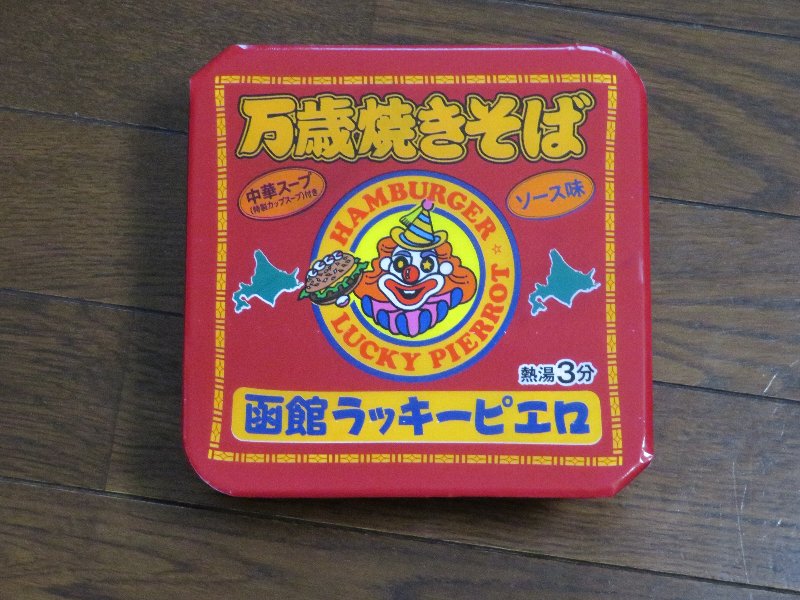 万歳焼きそば
中華スープ
(特製カップスープ)付き
ソース味
HAMBURGER
LUCKY PIERROT
熱湯3分
函館ラッキーピエロ